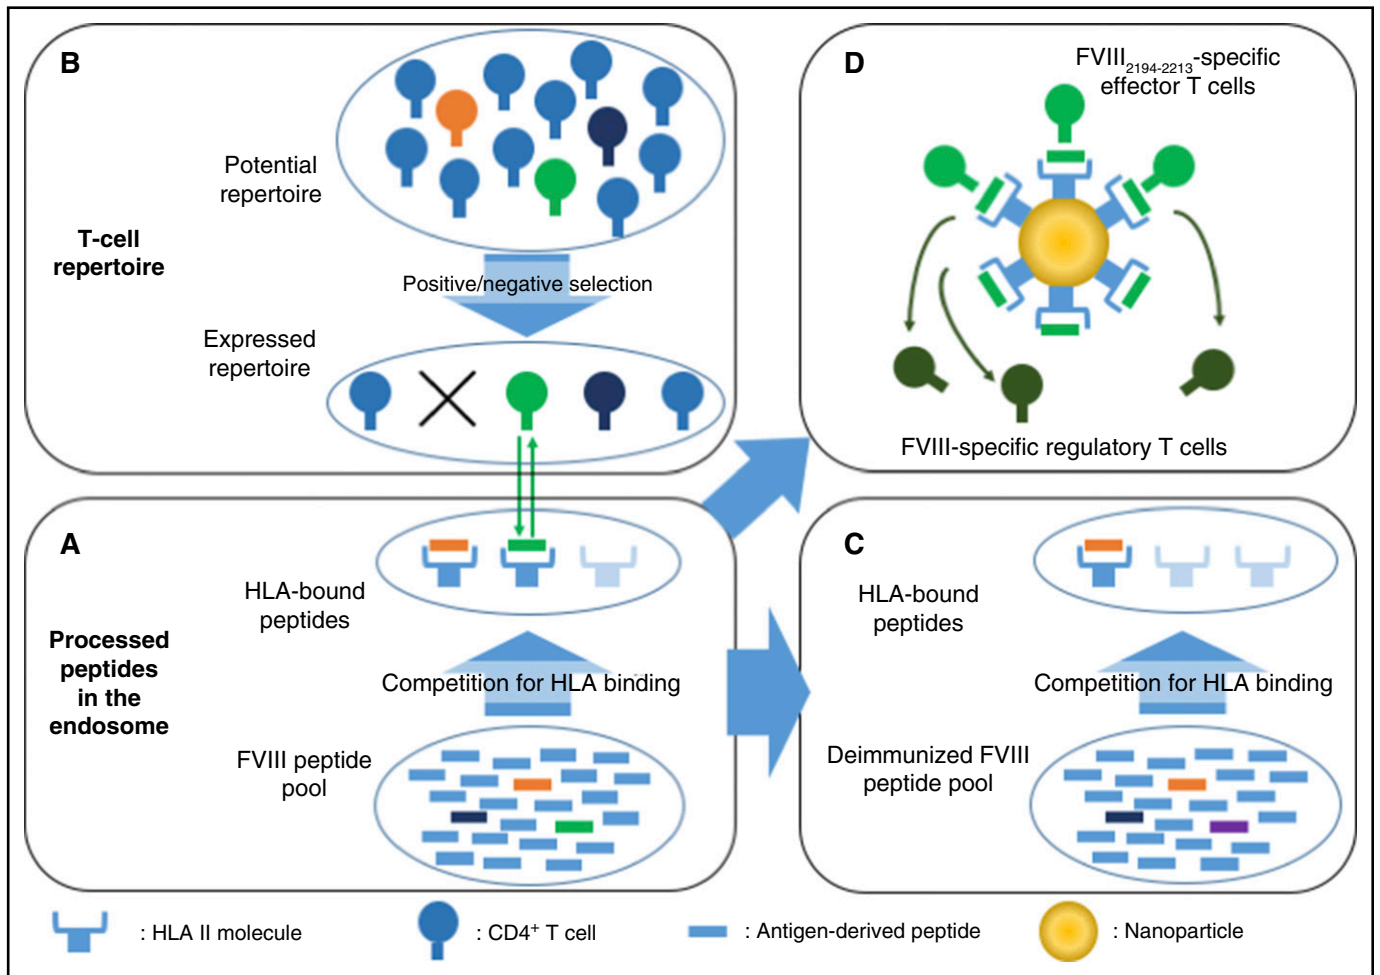 B
Potential
repertoire
T-cell
repertoire
Positive/negative selection
Expressed
repertoire
D
FVIII2194-2213-specific
effector T cells
FVIII-specific regulatory T cells
A
HLA-bound
peptides
Processed
peptides
in the
endosome
Competition for HLA binding
FVIII peptide
pool
C
HLA-bound
peptides
Competition for HLA binding
Deimmunized FVIII
peptide pool
: HLA II molecule
: CD4+ T cell
: Antigen-derived peptide
: Nanoparticle